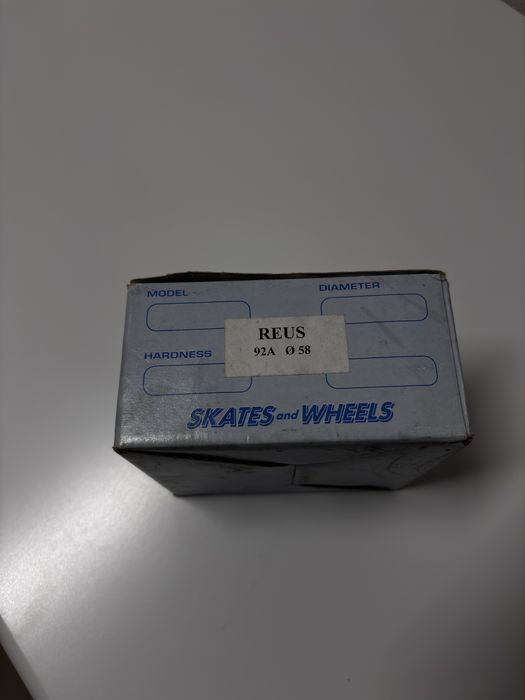 MODEL
DIAMETER
REUS
92A Ø 58
HARDNESS
SKATES and WHEELS